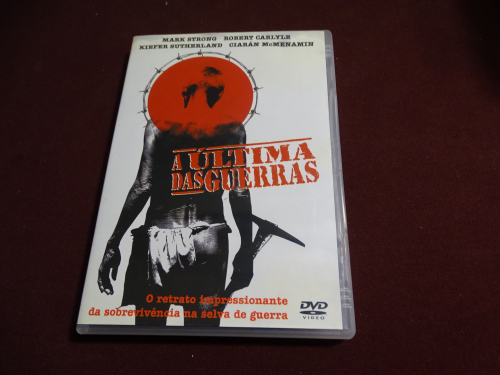 MARK STRONG ROBERT CARLYLE
KIEFER SUTHERLAND CIARÁN McMENAMIN
A ÚLTIMA
DAS GUERRAS
O retrato impressionante
da sobrevivência na selva de guerra
DVD
VIDEO